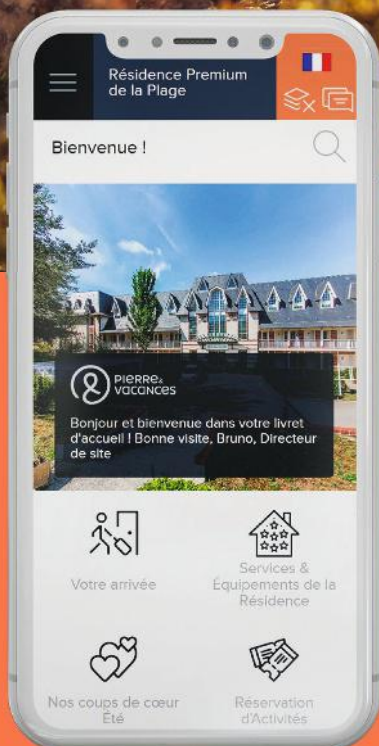 Résidence Premium
de la Plage
Bienvenue !
PIERRE &
vacances
Bonjour et bienvenue dans votre livret
d'accueil ! Bonne visite, Bruno, Directeur
de site
Votre arrivée
Services &
Équipements de la
Résidence
Nos coups de cœur
Été
Réservation
d'Activités